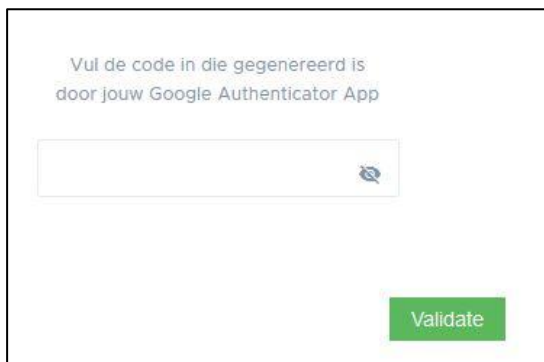 Vul de code in die gegenereerd is
door jouw Google Authenticator App
Validate